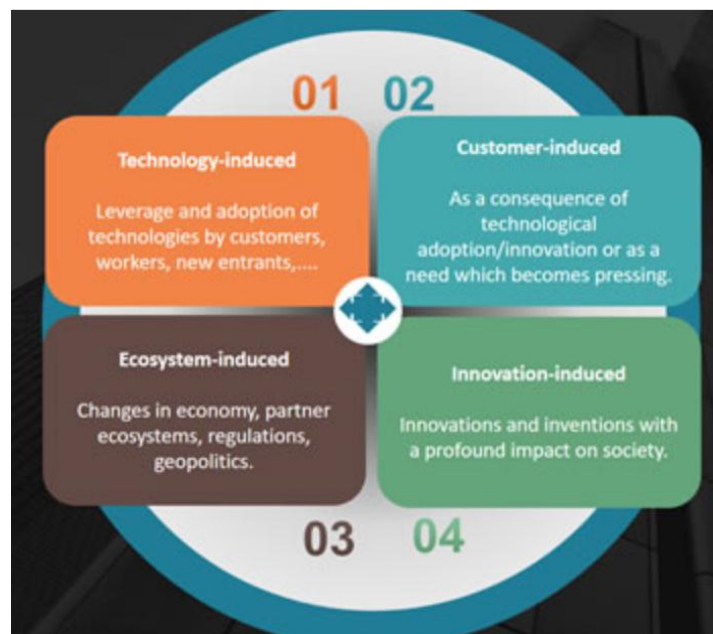 01
Technology-induced
Leverage and adoption of
technologies by customers,
workers, new entrants,....
02
Customer-induced
As a consequence of
technological
adoption/innovation or as a
need which becomes pressing.
Ecosystem-induced
Changes in economy, partner
ecosystems, regulations,
geopolitics.
03
Innovation-induced
Innovations and inventions with
a profound impact on society.
04